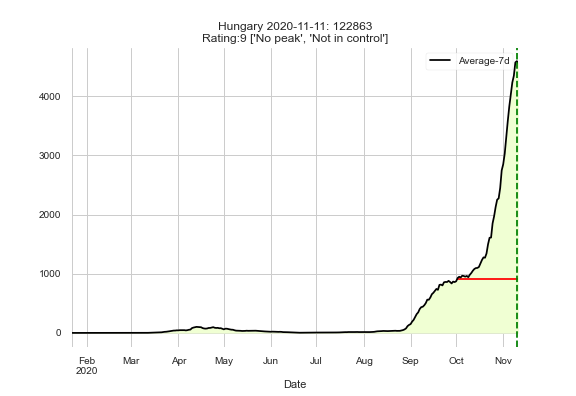 Hungary 2020-11-11: 122863
Rating:9 ['No peak', 'Not in control']
Average-7d
4000
3000
2000
1000
0
Feb Mar Apr May Jun Jul Aug Sep Oct Nov
2020
Date